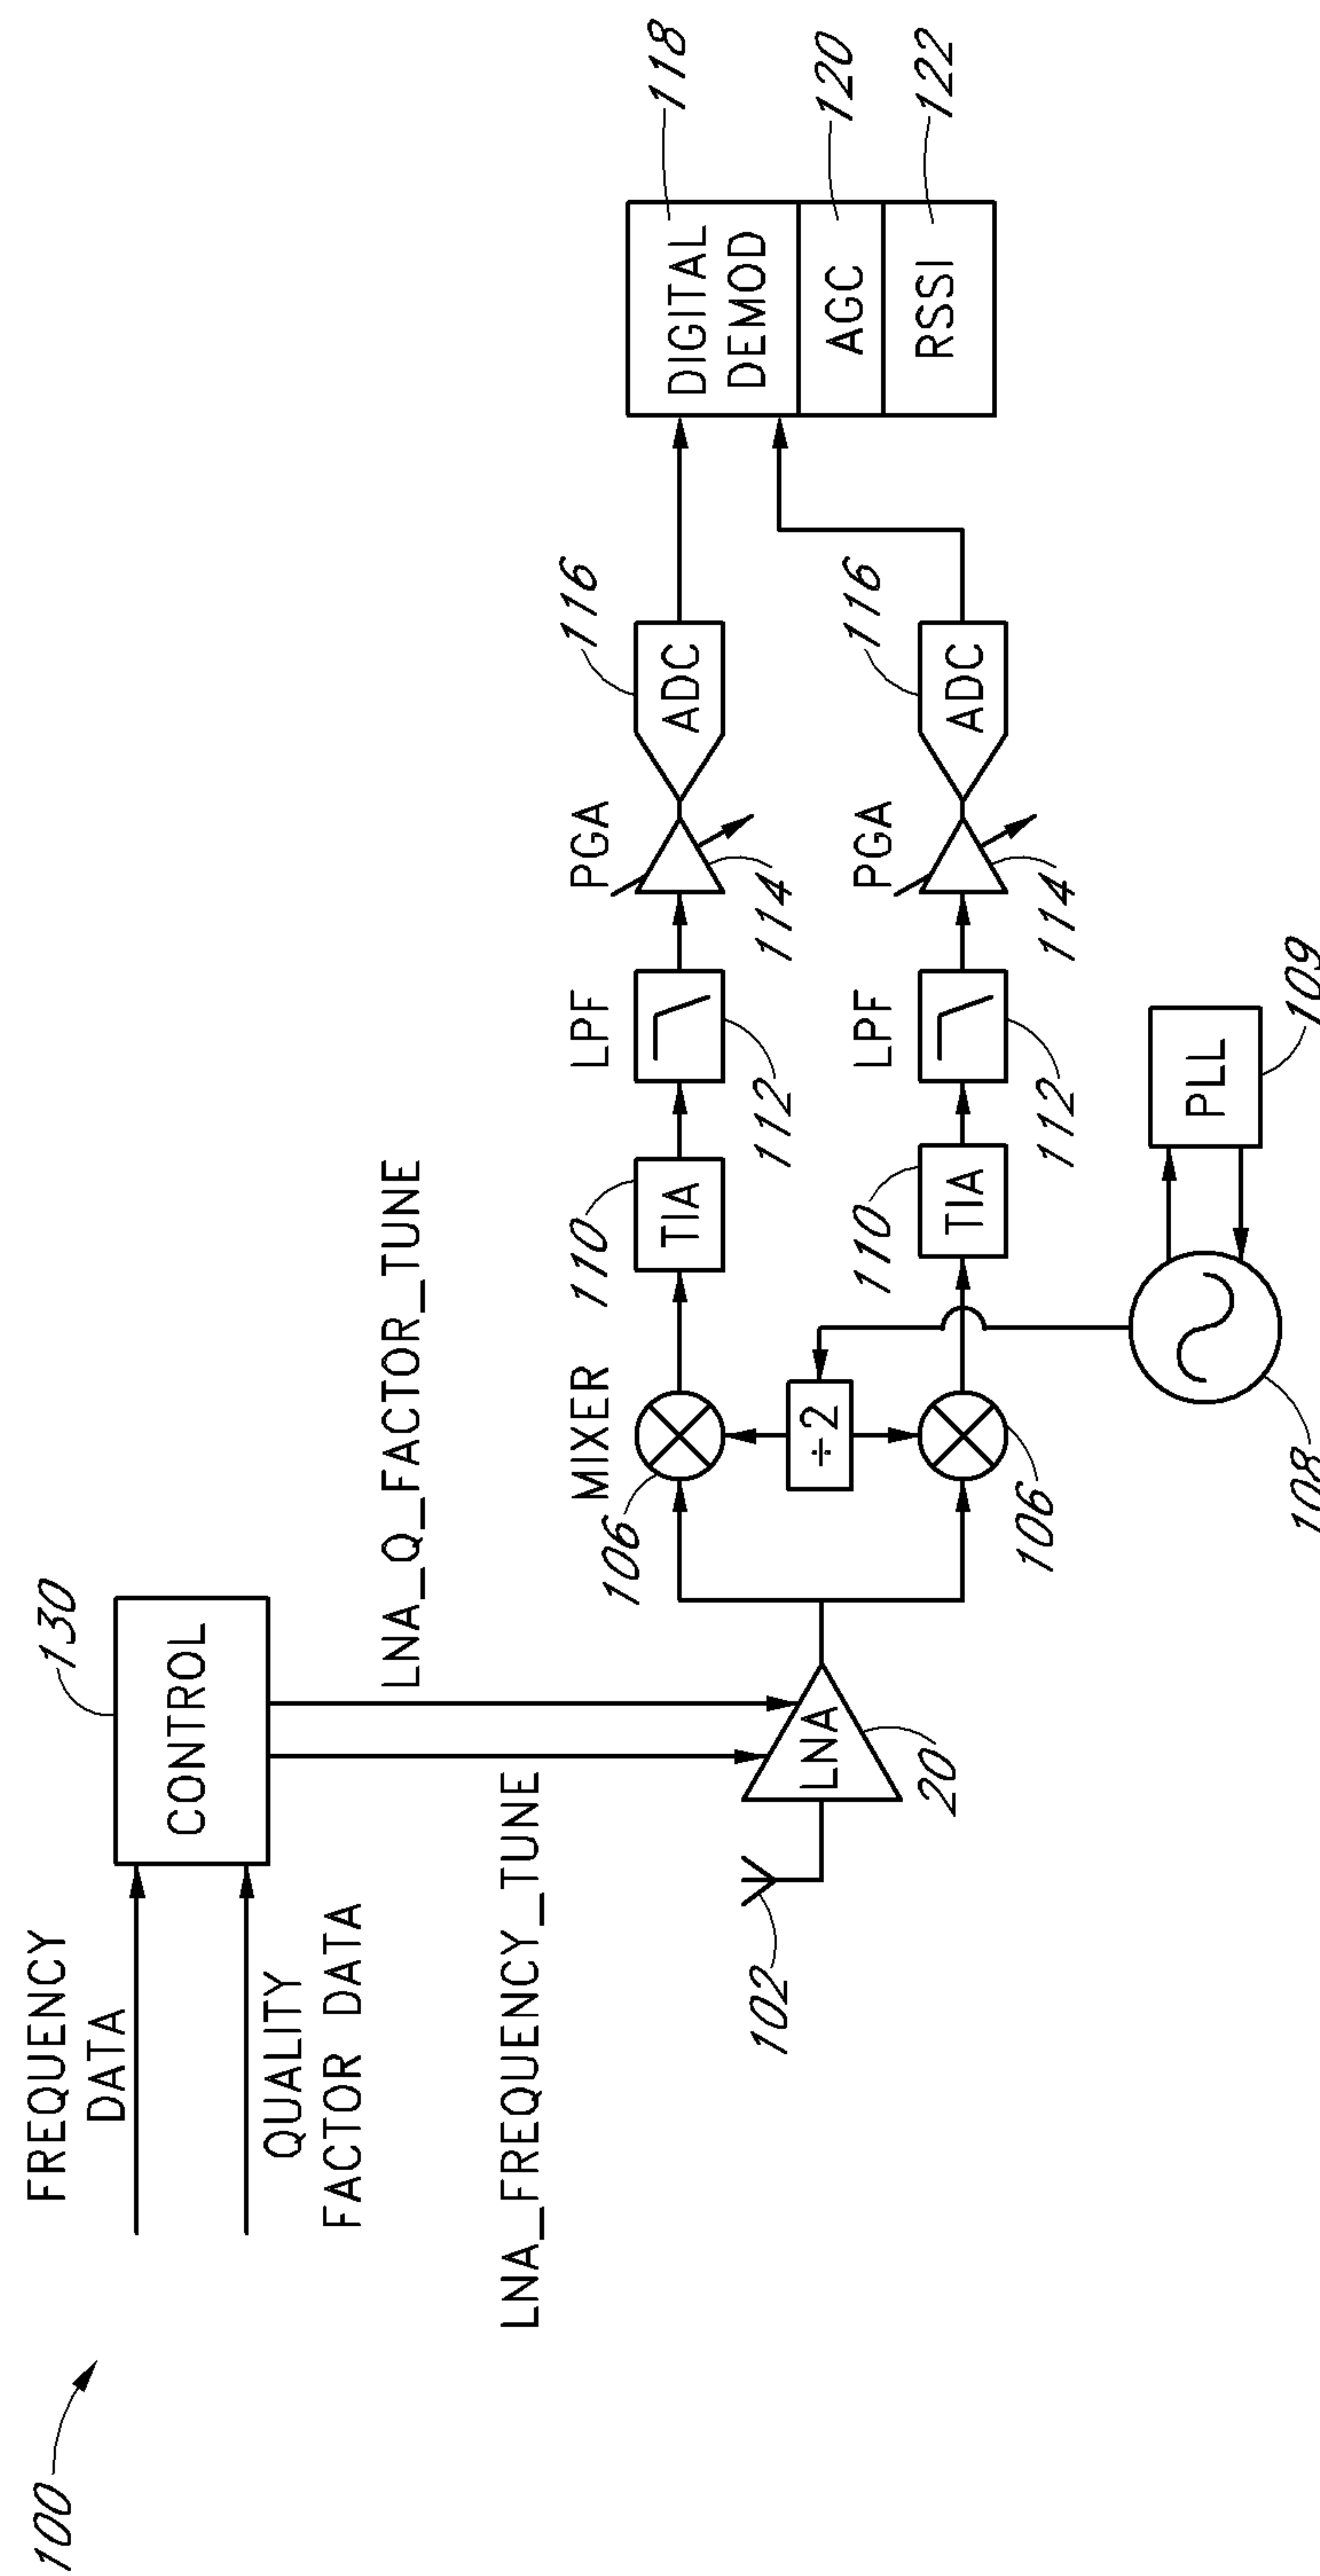 100
FREQUENCY
DATA
QUALITY
FACTOR DATA
130
CONTROL
LNA_Q_FACTOR_TUNE
LNA_FREQUENCY_TUNE
102
LNA
20
MIXER
106
÷2
106
110
TIA
LPF
112
PGA
114
116
ADC
110
TIA
LPF
112
PGA
114
116
ADC
DIGITAL
DEMOD
118
AGC
120
RSSI
122
108
PLL
109